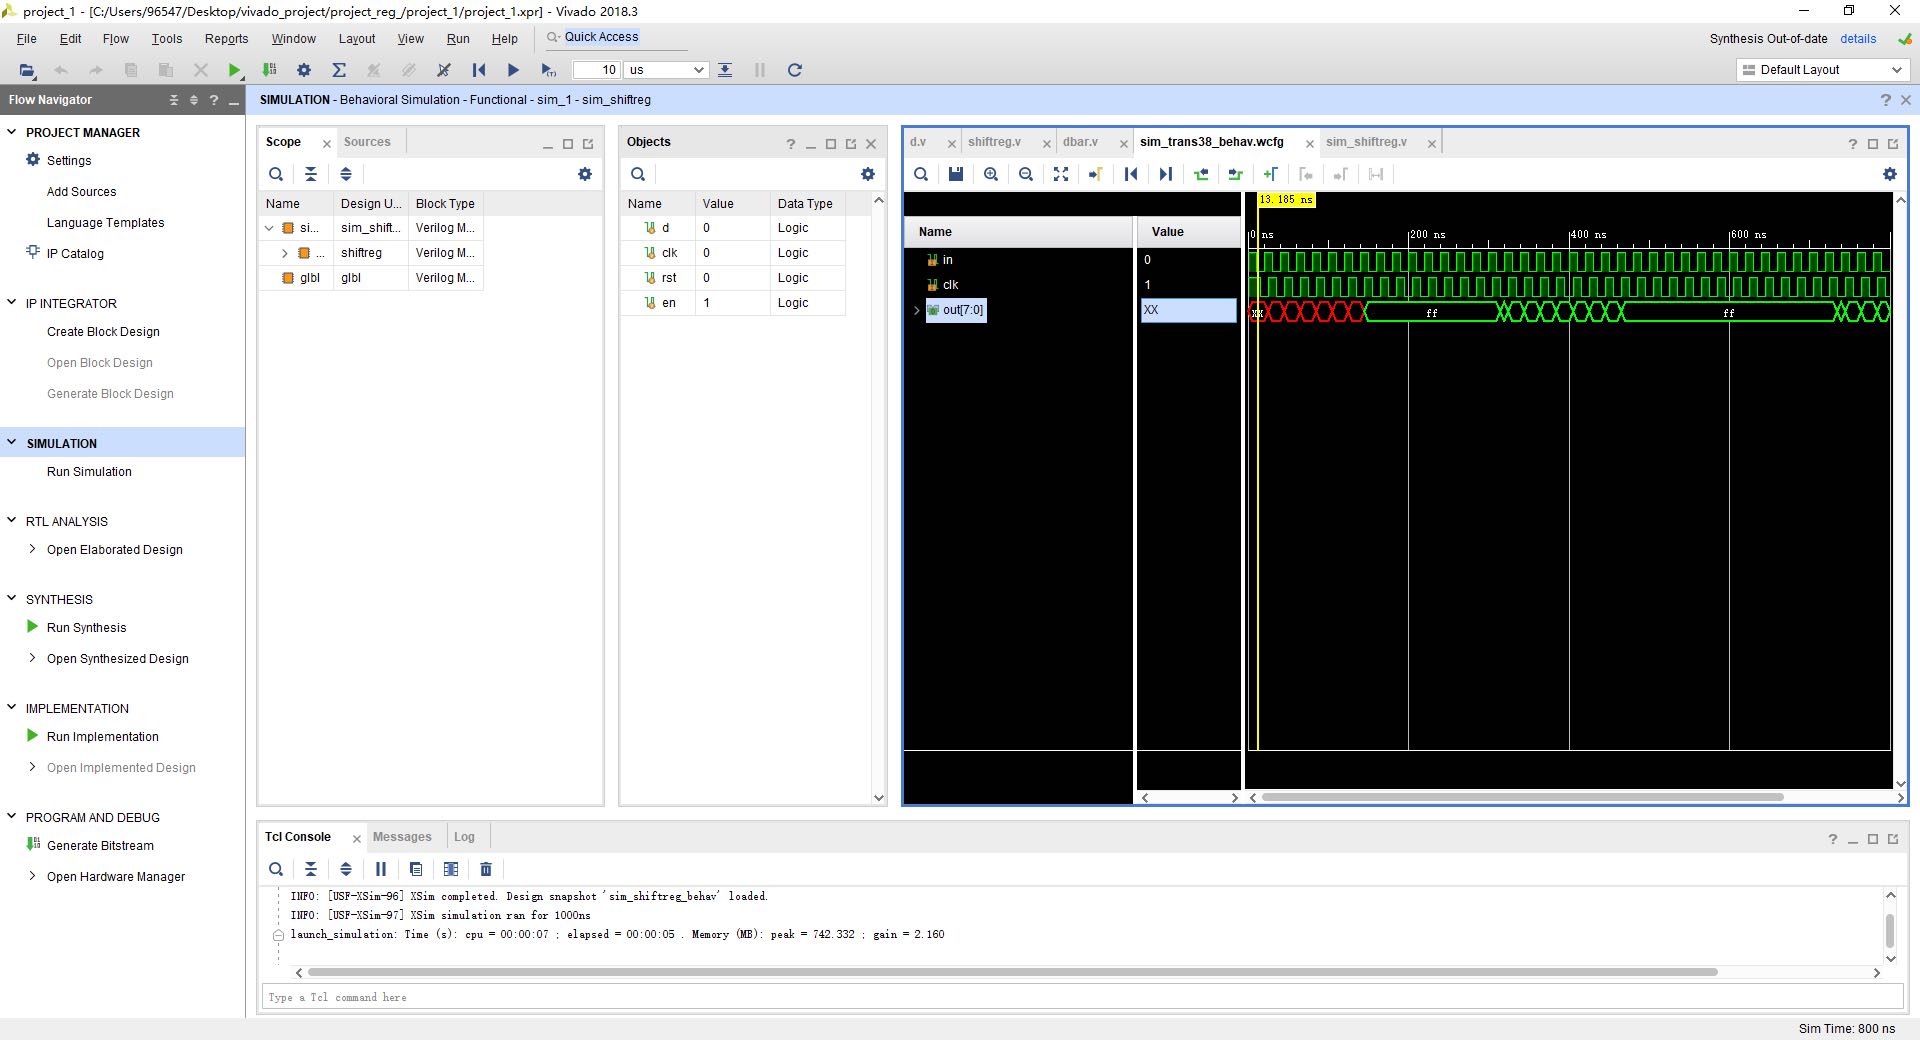 project_1 - [C:/Users/96547/Desktop/vivado_project/project_reg_/project_1/project_1.xpr] - Vivado 2018.3
File Edit Flow Tools Reports Window Layout View Run Help Quick Access
Synthesis Out-of-date details
10 us
Default Layout
Flow Navigator
PROJECT MANAGER
Settings
Add Sources
Language Templates
IP Catalog
IP INTEGRATOR
Create Block Design
Open Block Design
Generate Block Design
SIMULATION
Run Simulation
RTL ANALYSIS
Open Elaborated Design
SYNTHESIS
Run Synthesis
Open Synthesized Design
IMPLEMENTATION
Run Implementation
Open Implemented Design
PROGRAM AND DEBUG
Generate Bitstream
Open Hardware Manager
SIMULATION - Behavioral Simulation - Functional - sim_1 - sim_shiftreg
Scope Sources
Name Design U... Block Type
si... sim_shift... Verilog M...
... shiftreg Verilog M...
glbl glbl Verilog M...
Objects
Name Value Data Type
d 0 Logic
clk 0 Logic
rst 0 Logic
en 1 Logic
d.v shiftreg.v dbar.v sim_trans38_behav.wcfg sim_shiftreg.v
13.185 ns
Name Value
0 ns 200 ns 400 ns 600 ns
in 0
clk 1
out[7:0] XX XX ff ff
Tcl Console Messages Log
INFO: [USF-XSim-96] XSim completed. Design snapshot 'sim_shiftreg_behav' loaded.
INFO: [USF-XSim-97] XSim simulation ran for 1000ns
launch_simulation: Time (s): cpu = 00:00:07 ; elapsed = 00:00:05 . Memory (MB): peak = 742.332 ; gain = 2.160
Type a Tcl command here
Sim Time: 800 ns